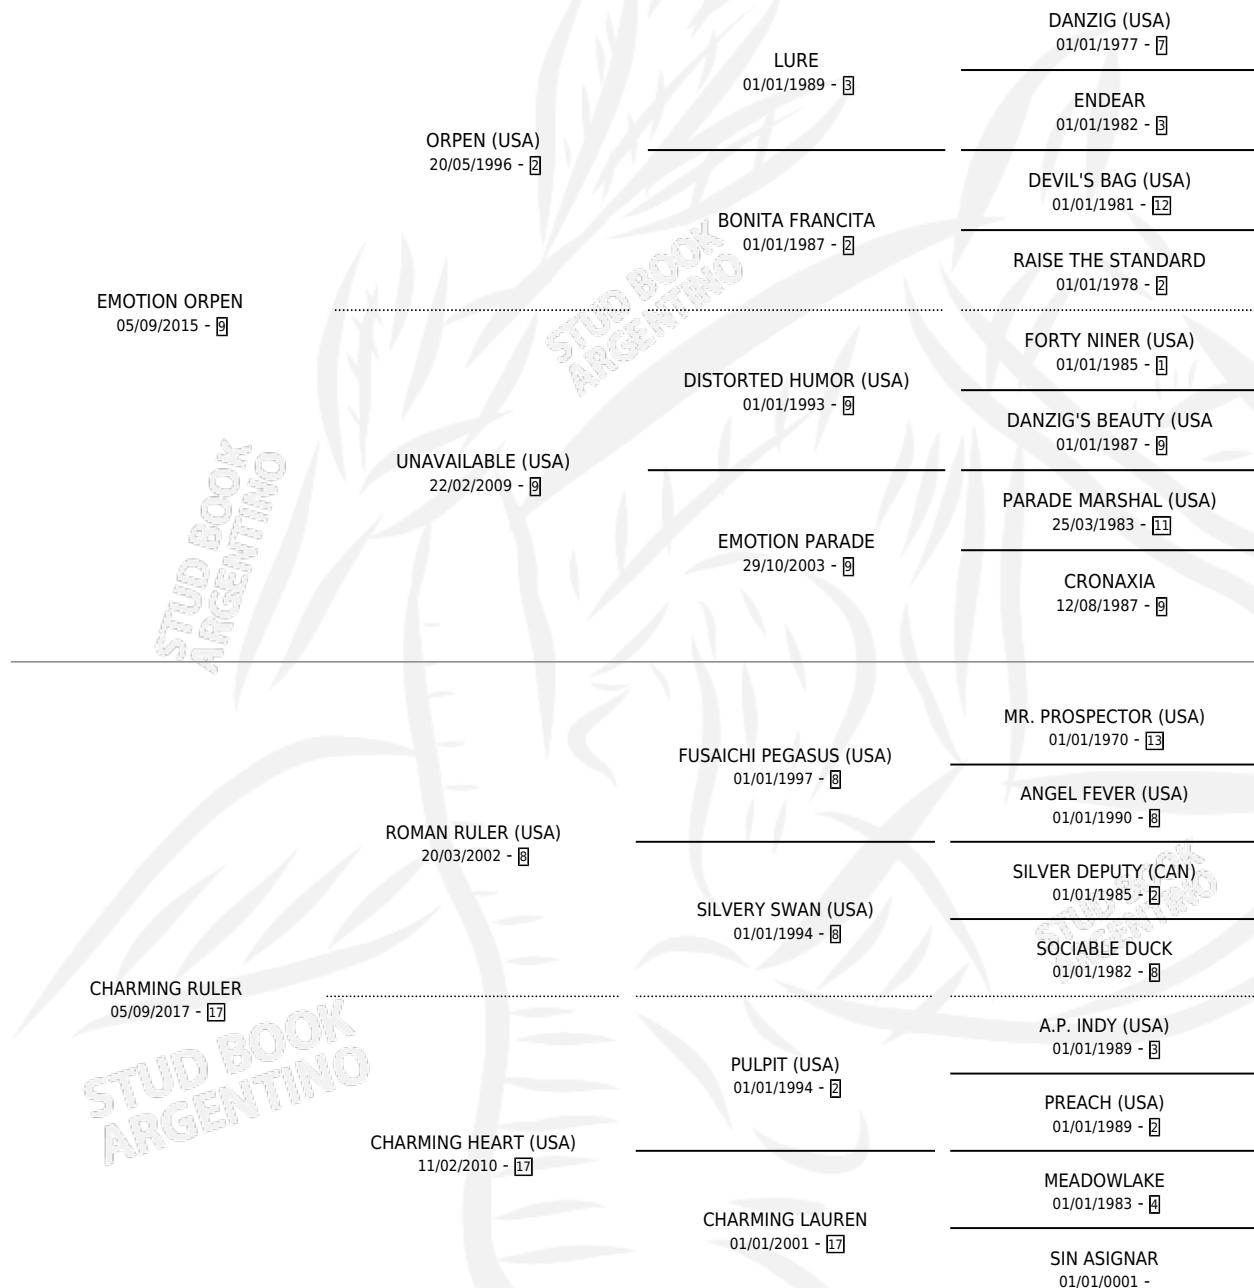 DANZIG (USA)
01/01/1977 - 7
LURE
01/01/1989 - 3
ENDEAR
01/01/1982 - 3
ORPEN (USA)
20/05/1996 - 2
DEVIL'S BAG (USA)
01/01/1981 - 12
BONITA FRANCITA
01/01/1987 - 2
RAISE THE STANDARD
01/01/1978 - 2
EMOTION ORPEN
05/09/2015 - 9
FORTY NINER (USA)
01/01/1985 - 1
DISTORTED HUMOR (USA)
01/01/1993 - 9
DANZIG'S BEAUTY (USA
01/01/1987 - 9
UNAVAILABLE (USA)
22/02/2009 - 9
PARADE MARSHAL (USA)
25/03/1983 - 11
EMOTION PARADE
29/10/2003 - 9
CRONAXIA
12/08/1987 - 9
MR. PROSPECTOR (USA)
01/01/1970 - 13
FUSAICHI PEGASUS (USA)
01/01/1997 - 8
ANGEL FEVER (USA)
01/01/1990 - 8
ROMAN RULER (USA)
20/03/2002 - 8
SILVER DEPUTY (CAN)
01/01/1985 - 2
SILVERY SWAN (USA)
01/01/1994 - 8
SOCIABLE DUCK
01/01/1982 - 8
CHARMING RULER
05/09/2017 - 17
A.P. INDY (USA)
01/01/1989 - 3
PULPIT (USA)
01/01/1994 - 2
PREACH (USA)
01/01/1989 - 2
CHARMING HEART (USA)
11/02/2010 - 17
MEADOWLAKE
01/01/1983 - 4
CHARMING LAUREN
01/01/2001 - 17
SIN ASIGNAR
01/01/0001 -
STUD BOOK
ARGENTINO
STUD BOOK
ARGENTINO
STUD BOOK
ARGENTINO
STUD BOOK
ARGENTINO